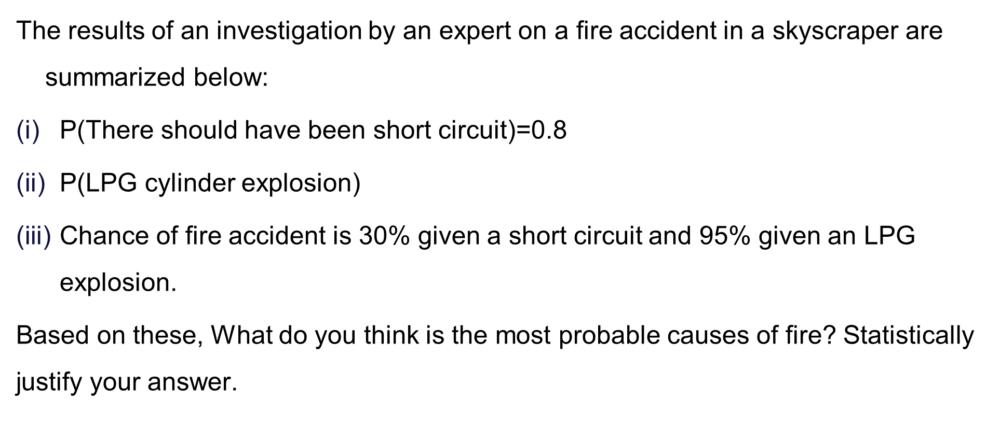 The results of an investigation by an expert on a fire accident in a skyscraper are
summarized below:
(i) P(There should have been short circuit)=0.8
(ii) P(LPG cylinder explosion)
(iii) Chance of fire accident is 30% given a short circuit and 95% given an LPG
explosion.
Based on these, What do you think is the most probable causes of fire? Statistically
justify your answer.